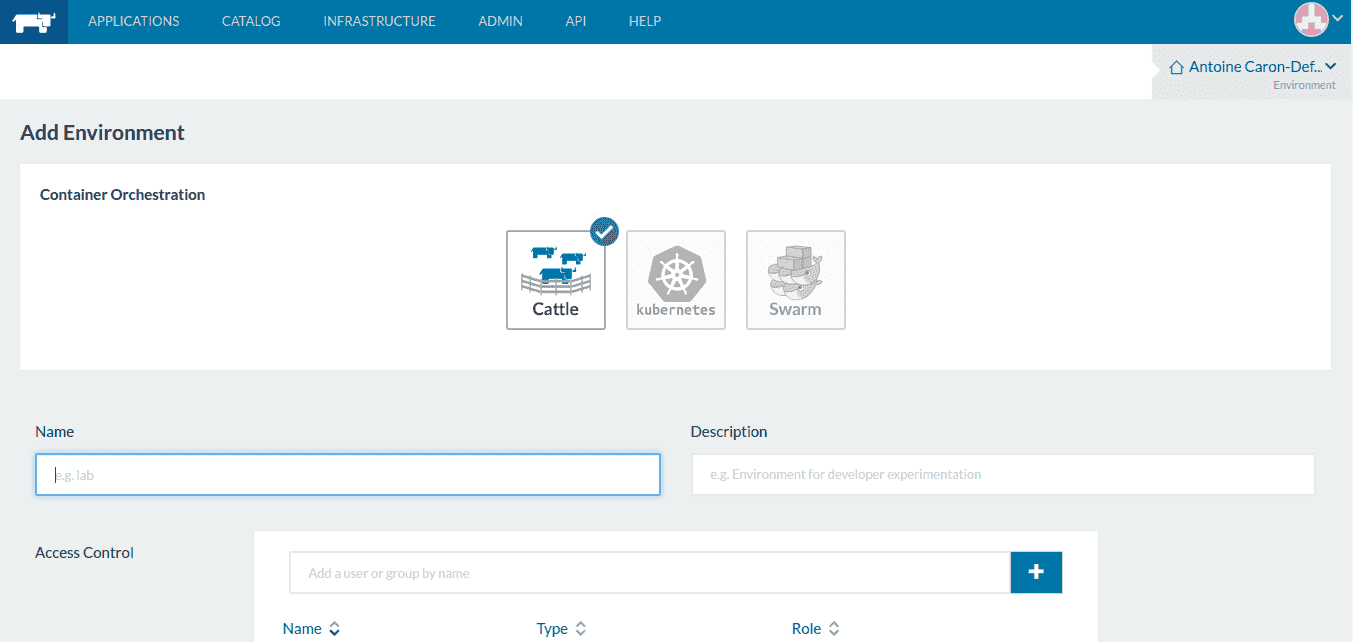 APPLICATIONS CATALOG INFRASTRUCTURE ADMIN API HELP
Antoine Caron-Def...
Environment
Add Environment
Container Orchestration
Cattle kubernetes Swarm
Name Description
e.g. lab e.g. Environment for developer experimentation
Access Control
Add a user or group by name
Name Type Role